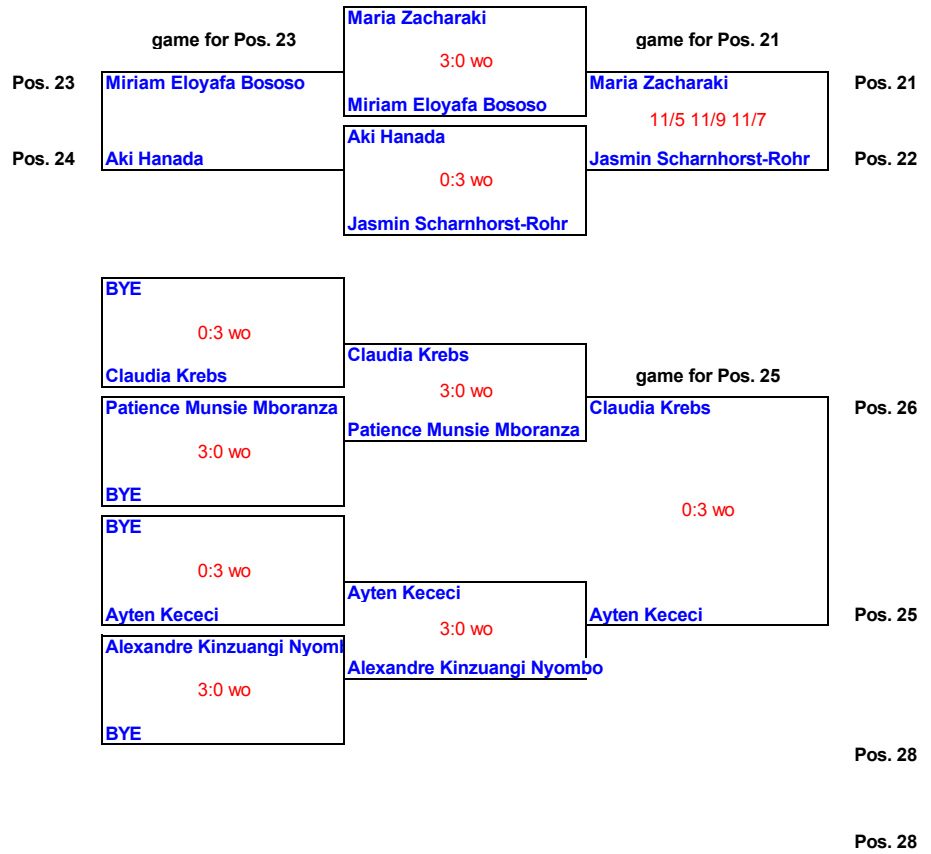 Maria Zacharaki
game for Pos. 23
game for Pos. 21
3:0 wo
Pos. 23
Miriam Eloyafa Bososo
Maria Zacharaki
Pos. 21
Miriam Eloyafa Bososo
11/5 11/9 11/7
Aki Hanada
Pos. 24
Aki Hanada
Jasmin Scharnhorst-Rohr
Pos. 22
0:3 wo
Jasmin Scharnhorst-Rohr
BYE
0:3 wo
Claudia Krebs
Claudia Krebs
game for Pos. 25
3:0 wo
Patience Munsie Mboranza
Claudia Krebs
Pos. 26
Patience Munsie Mboranza
3:0 wo
BYE
0:3 wo
BYE
0:3 wo
Ayten Kececi
Ayten Kececi
Ayten Kececi
Pos. 25
3:0 wo
Alexandre Kinzuangi Nyoml
Alexandre Kinzuangi Nyombo
3:0 wo
BYE
Pos. 28
Pos. 28